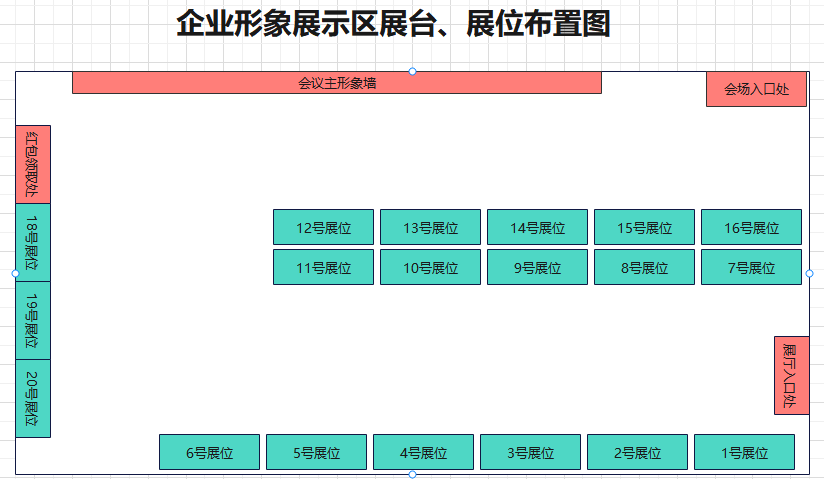 企业形象展示区展台、展位布置图
会议主形象墙
会场入口处
红包领取处
18号展位
19号展位
20号展位
12号展位
13号展位
14号展位
15号展位
16号展位
11号展位
10号展位
9号展位
8号展位
7号展位
展厅入口处
6号展位
5号展位
4号展位
3号展位
2号展位
1号展位